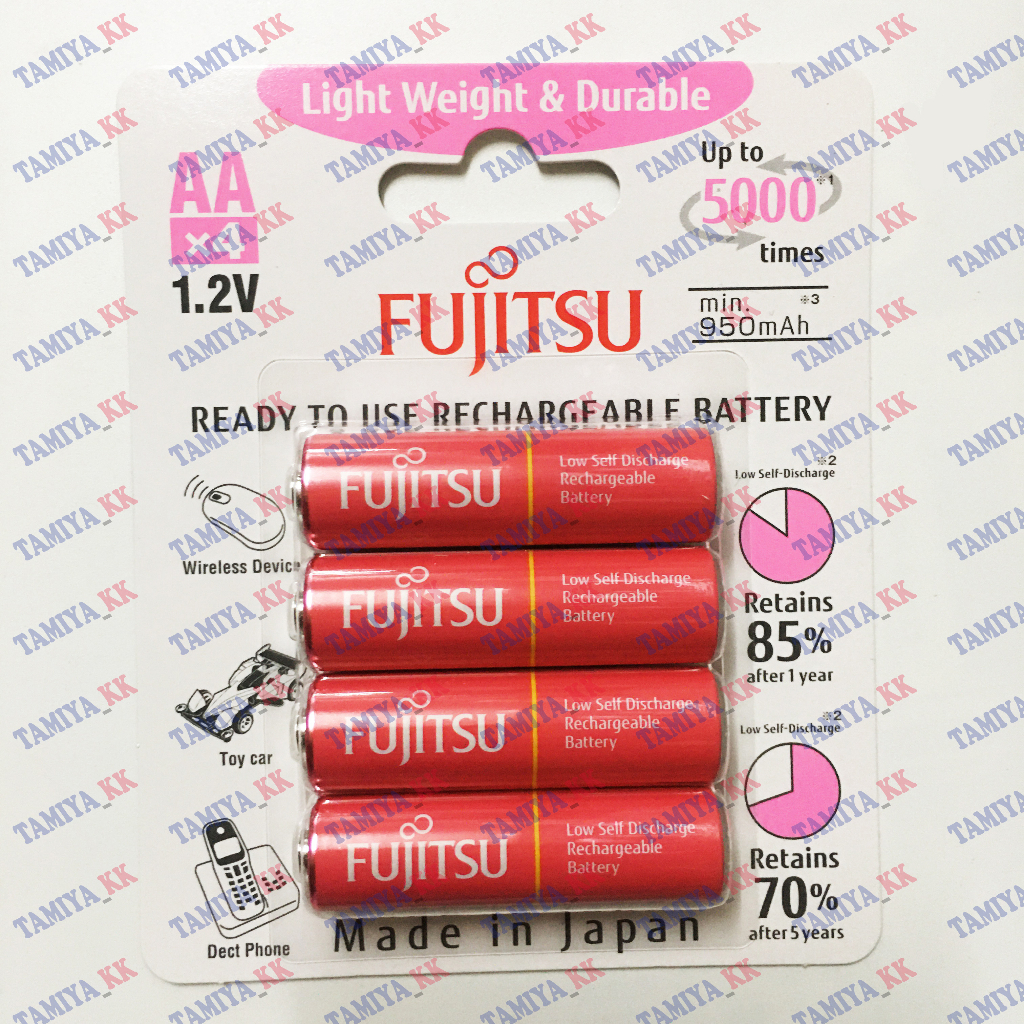 Light Weight & Durable
AA
x4
1.2V
Up to
5000※1
times
FUJITSU
min. ※3
950mAh
READY TO USE RECHARGEABLE BATTERY
FUJITSU
Low Self Discharge
Rechargeable
Battery
FUJITSU
Low Self Discharge
Rechargeable
Battery
FUJITSU
Low Self Discharge
Rechargeable
Battery
FUJITSU
Low Self Discharge
Rechargeable
Battery
Wireless Device
Toy car
Dect Phone
※2
Low Self-Discharge
Retains
85%
after 1 year
※2
Low Self-Discharge
Retains
70%
after 5 years
Made in Japan
TAMIYA_KK